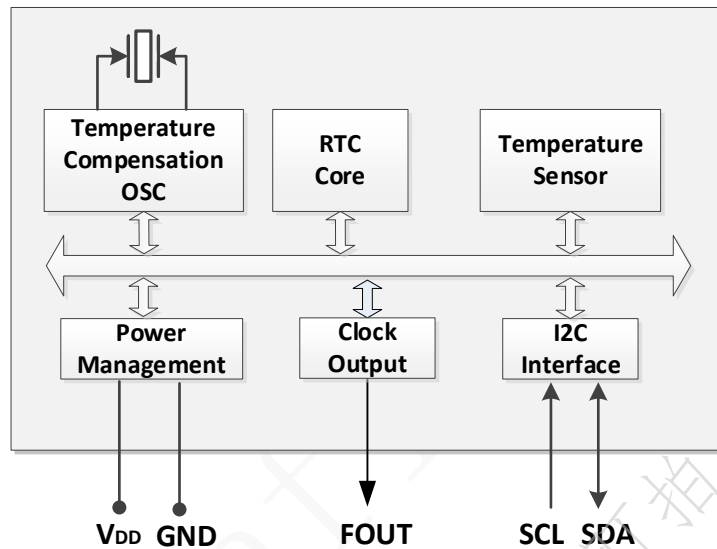 Temperature
Compensation
OSC
RTC
Core
Temperature
Sensor
Power
Management
Clock
Output
I2C
Interface
VDD GND FOUT SCL SDA